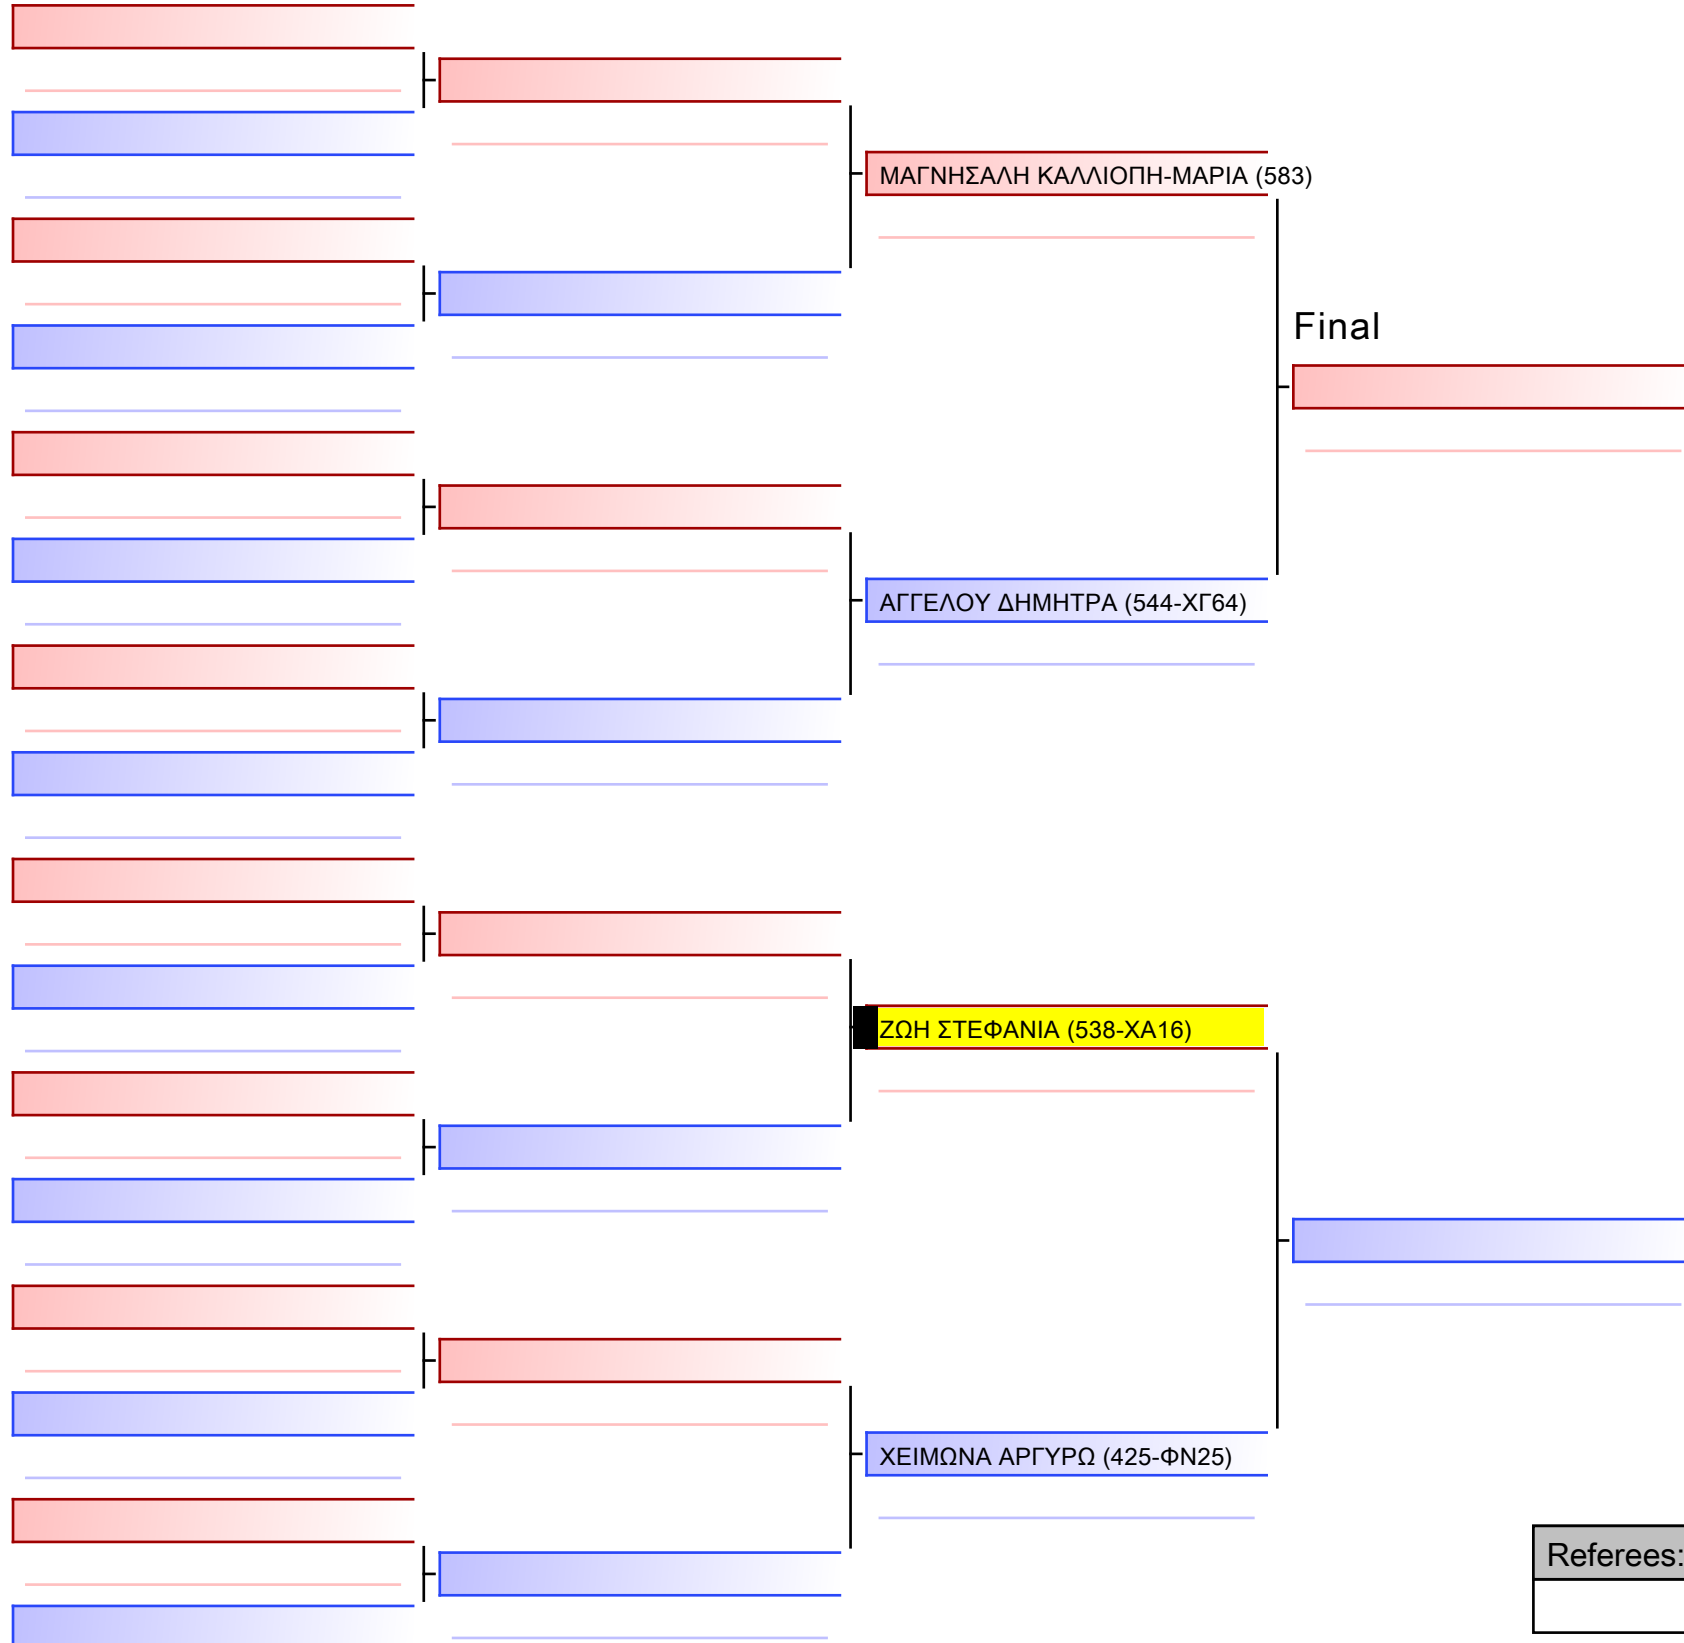 ΜΑΓΝΗΣΑΛΗ ΚΑΛΛΙΟΠΗ-ΜΑΡΙΑ (583)
Final
ΑΓΓΕΛΟΥ ΔΗΜΗΤΡΑ (544-ΧΓ64)
ΖΩΗ ΣΤΕΦΑΝΙΑ (538-ΧΑ16)
ΧΕΙΜΩΝΑ ΑΡΓΥΡΩ (425-ΦΝ25)
Referees: